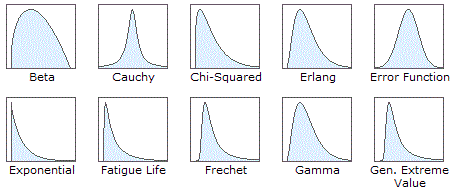 Beta
Cauchy
Chi-Squared
Erlang
Error Function
Exponential
Fatigue Life
Frechet
Gamma
Gen. Extreme
Value